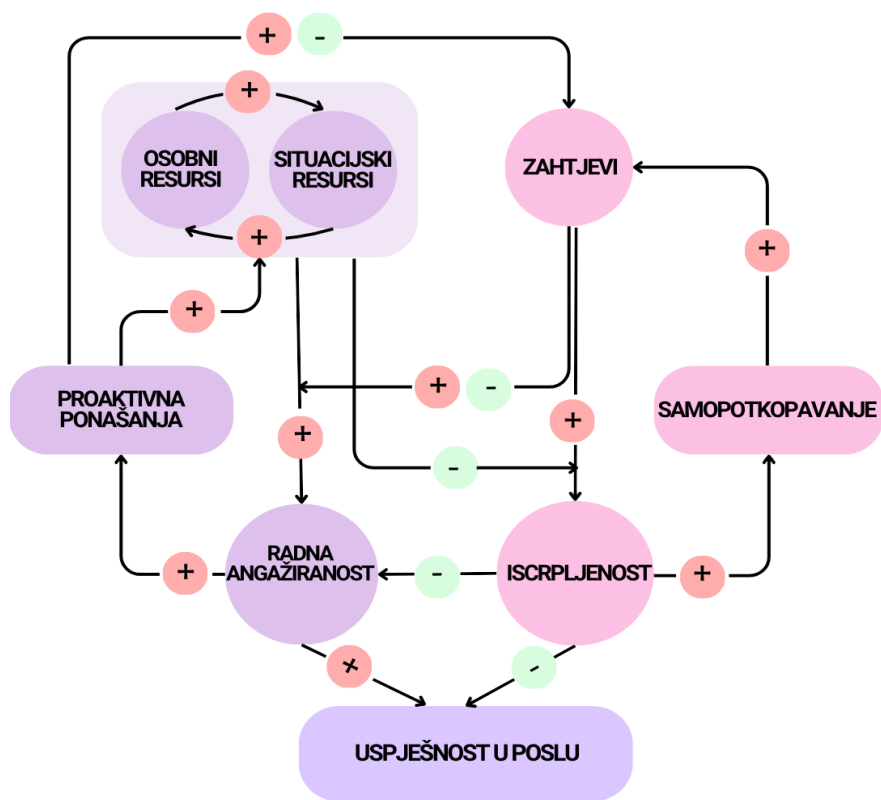 + -
+
OSOBNI
RESURSI
SITUACIJSKI
RESURSI
ZAHTJEVI
+
+
+
+ -
PROAKTIVNA
PONAŠANJA
SAMOPOTKOPAVANJE
+
+
-
RADNA
ANGAŽIRANOST
ISCRPLJENOST
+
-
+
+
-
USPJEŠNOST U POSLU